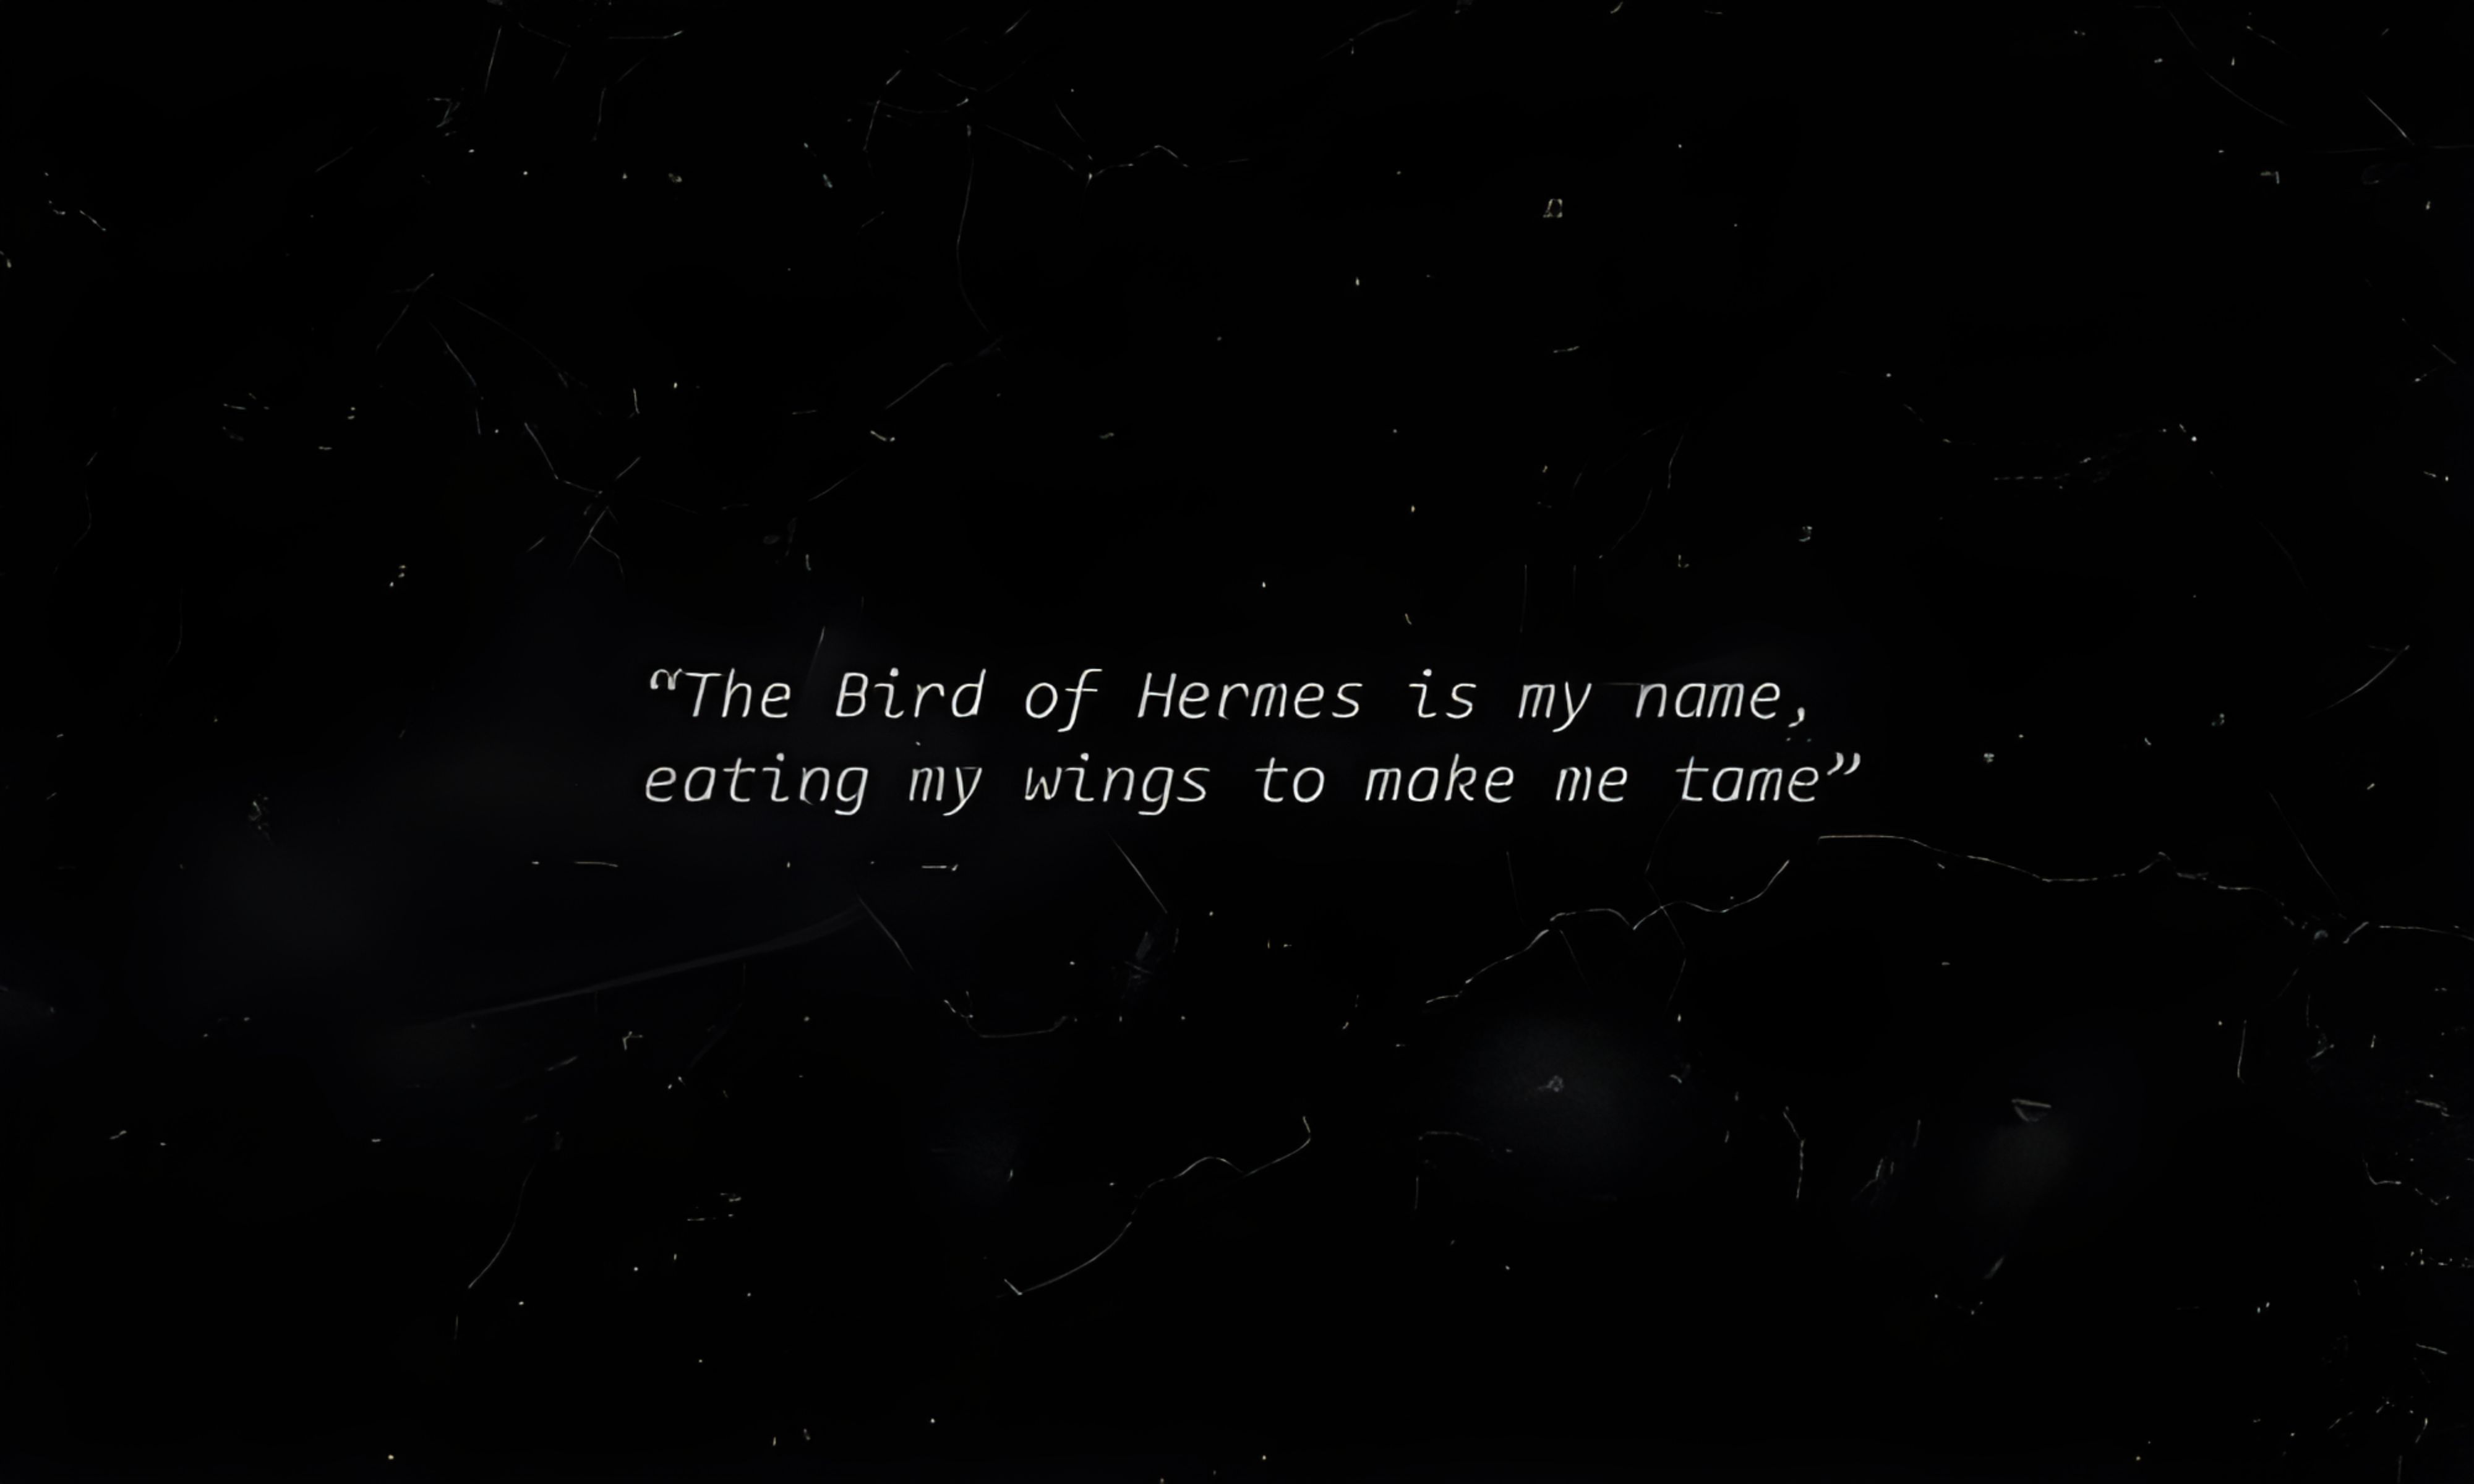 “The Bird of Hermes is my name,
eating my wings to make me tame”